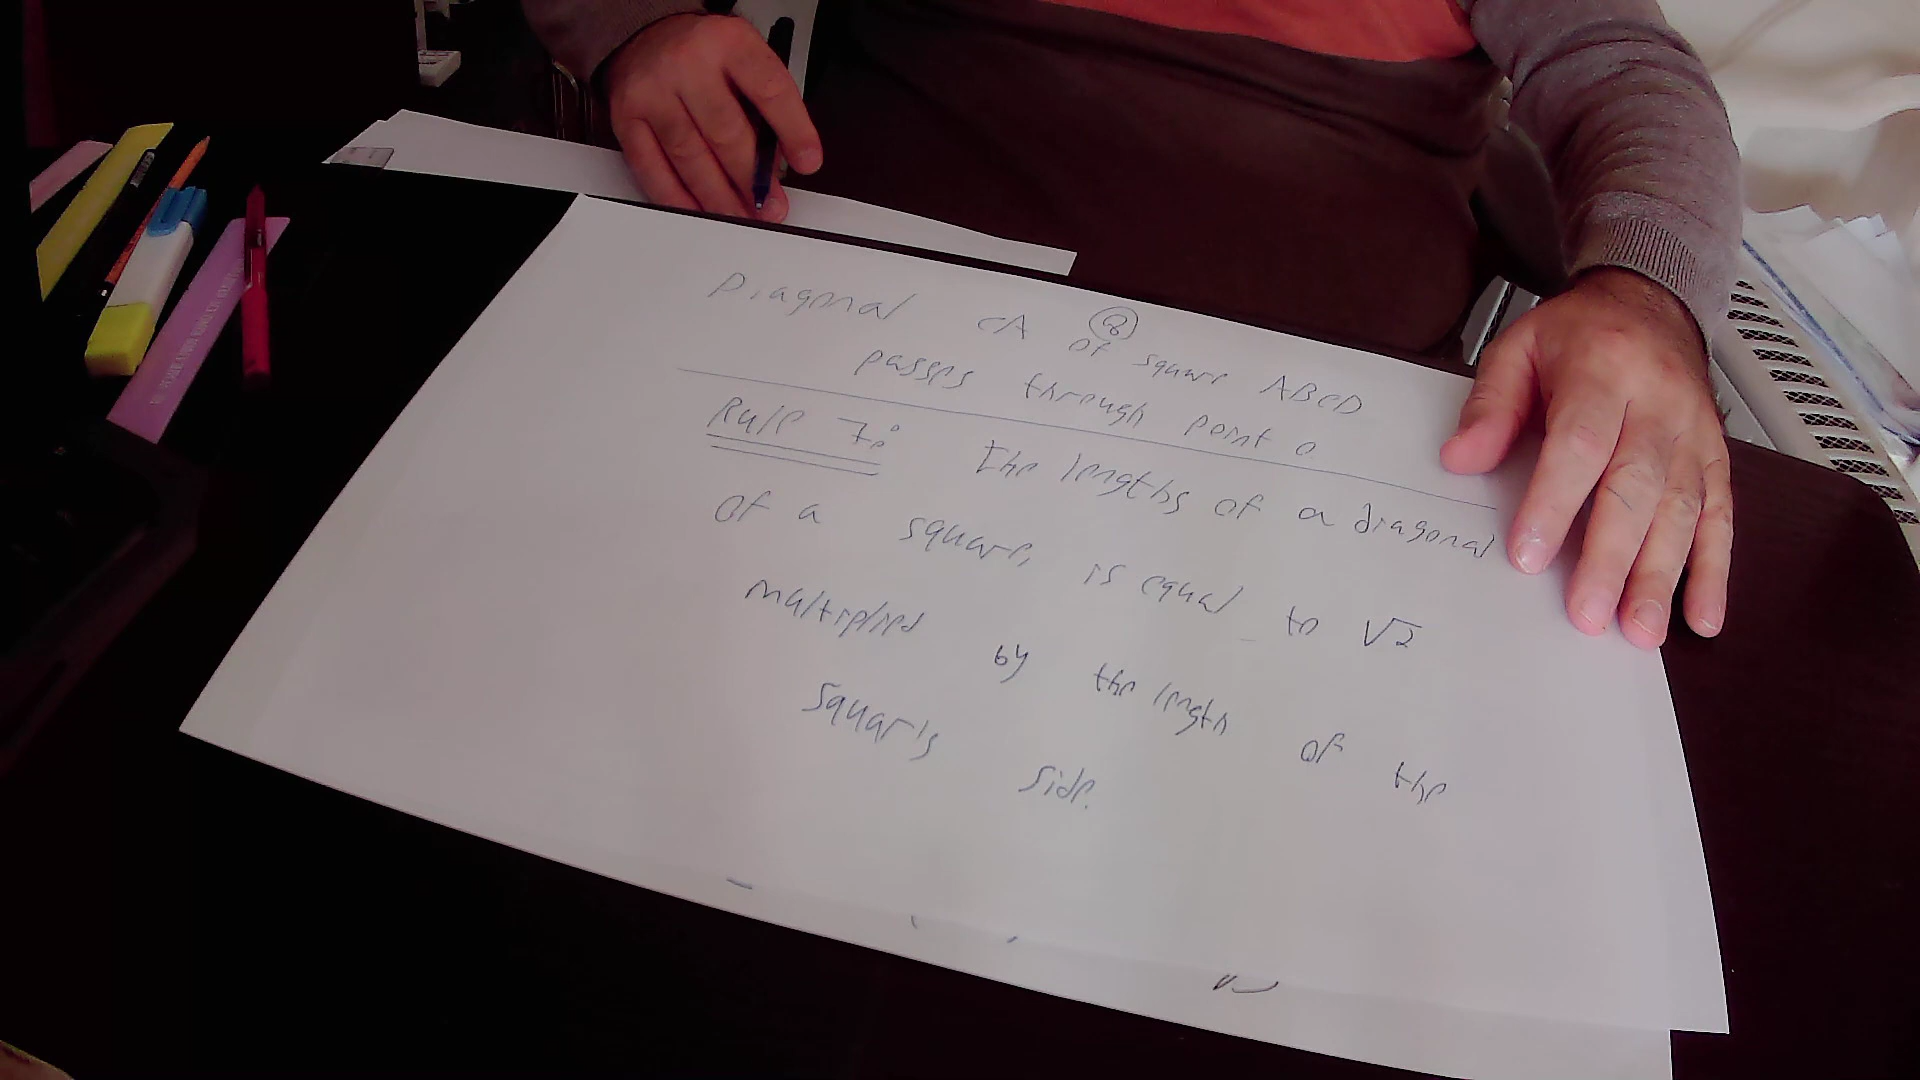 8
Diagonal CA of square ABCD
passes through point O
Rule 7: The lengths of a diagonal
of a square, is equal to √2
multiplied by the length of the
square's side.